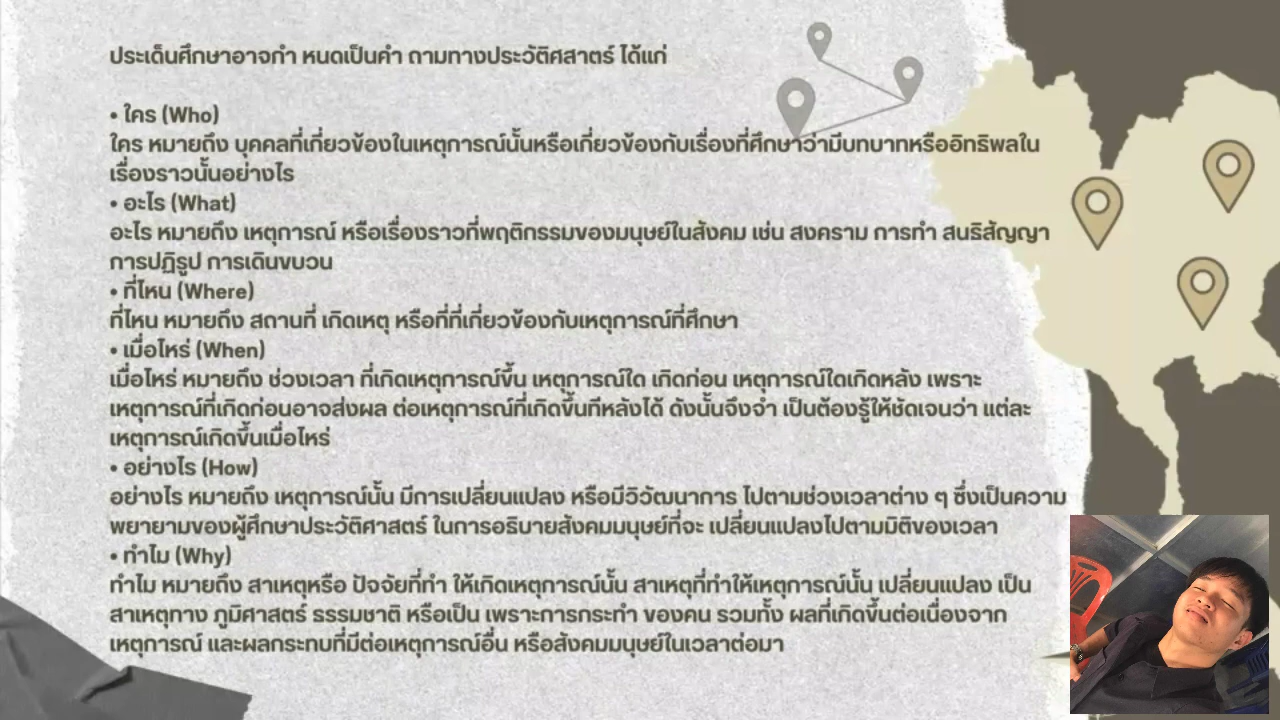 ประเด็นศึกษาอาจกำ หนดเป็นคำ ถามทางประวัติศสาตร์ ได้แก่
• ใคร (Who)
ใคร หมายถึง บุคคลที่เกี่ยวข้องในเหตุการณ์นั้นหรือเกี่ยวข้องกับเรื่องที่ศึกษาว่ามีบทบาทหรืออิทธิพลใน
เรื่องราวนั้นอย่างไร
• อะไร (What)
อะไร หมายถึง เหตุการณ์ หรือเรื่องราวที่พฤติกรรมของมนุษย์ในสังคม เช่น สงคราม การทำ สนธิสัญญา
การปฏิรูป การเดินขบวน
• ที่ไหน (Where)
ที่ไหน หมายถึง สถานที่ เกิดเหตุ หรือที่ที่เกี่ยวข้องกับเหตุการณ์ที่ศึกษา
• เมื่อไหร่ (When)
เมื่อไหร่ หมายถึง ช่วงเวลา ที่เกิดเหตุการณ์ขึ้น เหตุการณ์ใด เกิดก่อน เหตุการณ์ใดเกิดหลัง เพราะ
เหตุการณ์ที่เกิดก่อนอาจส่งผล ต่อเหตุการณ์ที่เกิดขึ้นทีหลังได้ ดังนั้นจึงจำ เป็นต้องรู้ให้ชัดเจนว่า แต่ละ
เหตุการณ์เกิดขึ้นเมื่อไหร่
• อย่างไร (How)
อย่างไร หมายถึง เหตุการณ์นั้น มีการเปลี่ยนแปลง หรือมีวิวัฒนาการ ไปตามช่วงเวลาต่าง ๆ ซึ่งเป็นความ
พยายามของผู้ศึกษาประวัติศาสตร์ ในการอธิบายสังคมมนุษย์ที่จะ เปลี่ยนแปลงไปตามมิติของเวลา
• ทำไม (Why)
ทำไม หมายถึง สาเหตุหรือ ปัจจัยที่ทำ ให้เกิดเหตุการณ์นั้น สาเหตุที่ทำให้เหตุการณ์นั้น เปลี่ยนแปลง เป็น
สาเหตุทาง ภูมิศาสตร์ ธรรมชาติ หรือเป็น เพราะการกระทำ ของคน รวมทั้ง ผลที่เกิดขึ้นต่อเนื่องจาก
เหตุการณ์ และผลกระทบที่มีต่อเหตุการณ์อื่น หรือสังคมมนุษย์ในเวลาต่อมา